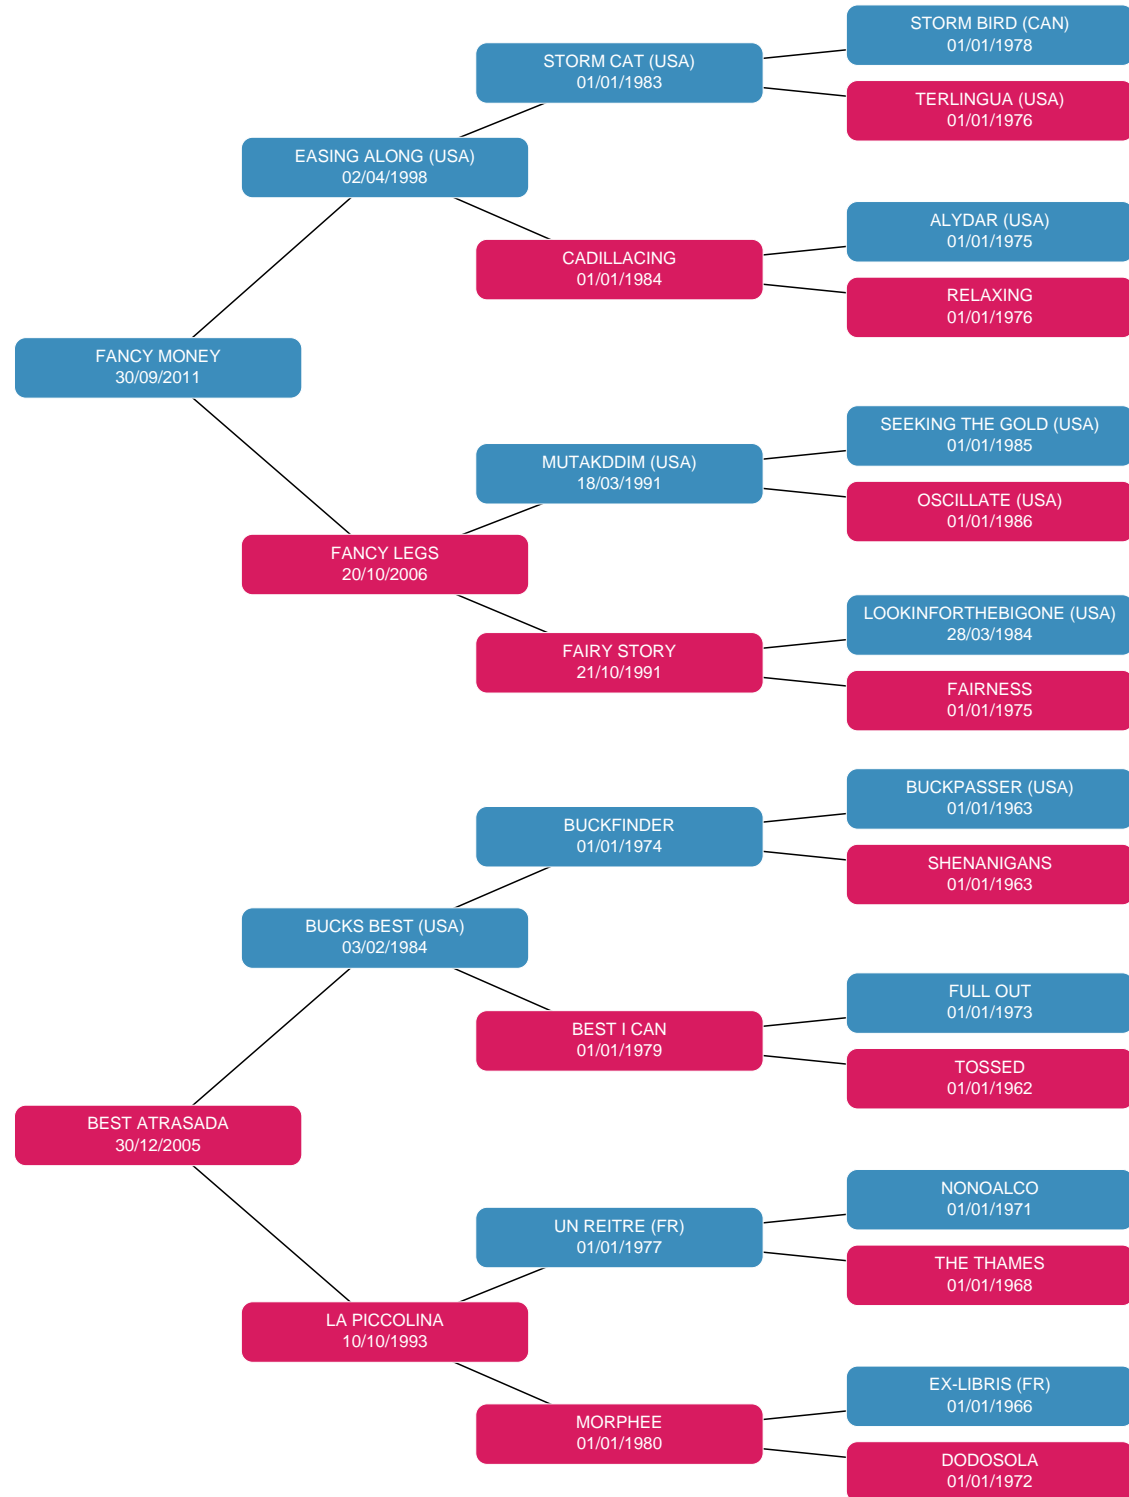 STORM BIRD (CAN)
01/01/1978
STORM CAT (USA)
01/01/1983
TERLINGUA (USA)
01/01/1976
EASING ALONG (USA)
02/04/1998
ALYDAR (USA)
01/01/1975
CADILLACING
01/01/1984
RELAXING
01/01/1976
FANCY MONEY
30/09/2011
SEEKING THE GOLD (USA)
01/01/1985
MUTAKDDIM (USA)
18/03/1991
OSCILLATE (USA)
01/01/1986
FANCY LEGS
20/10/2006
LOOKINFORTHEBIGONE (USA)
28/03/1984
FAIRY STORY
21/10/1991
FAIRNESS
01/01/1975
BUCKPASSER (USA)
01/01/1963
BUCKFINDER
01/01/1974
SHENANIGANS
01/01/1963
BUCKS BEST (USA)
03/02/1984
FULL OUT
01/01/1973
BEST I CAN
01/01/1979
TOSSED
01/01/1962
BEST ATRASADA
30/12/2005
NONOALCO
01/01/1971
UN REITRE (FR)
01/01/1977
THE THAMES
01/01/1968
LA PICCOLINA
10/10/1993
EX-LIBRIS (FR)
01/01/1966
MORPHEE
01/01/1980
DODOSOLA
01/01/1972